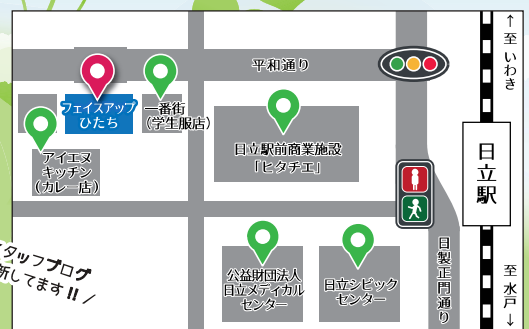 ↑
至
いわき
平和通り
フェイスアップ
ひたち
一番街
(学生服店)
アイエヌ
キッチン
(カレー店)
日立駅前商業施設
「ヒタチエ」
日立駅
公益財団法人
日立メディカル
センター
日立シビック
センター
日製正門通り
至
水戸
↓
タッフブログ
新してます!! /